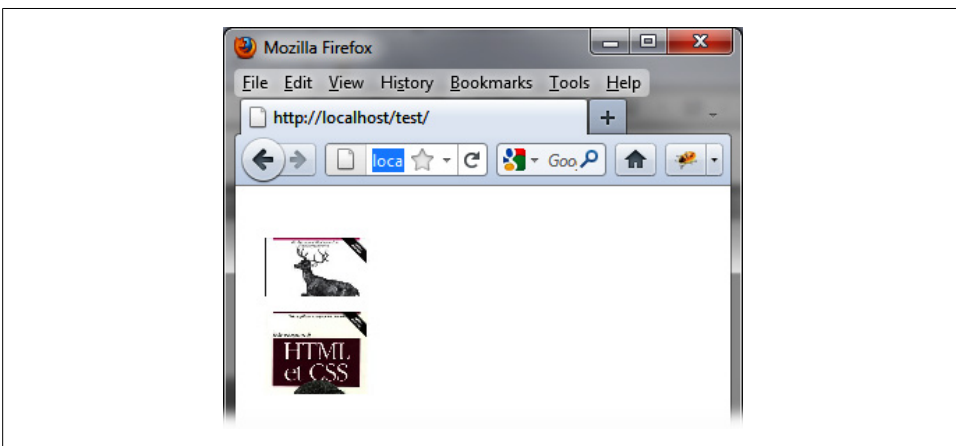 Mozilla Firefox
File Edit View History Bookmarks Tools Help
http://localhost/test/
loca Goo
HTML
et CSS